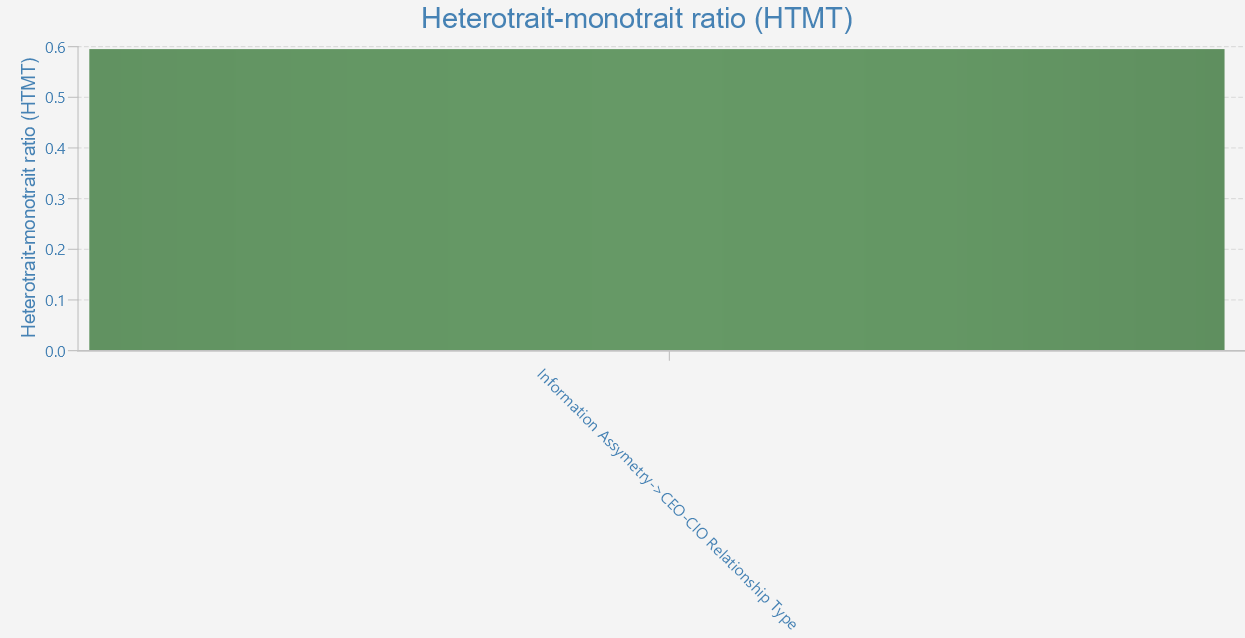 Heterotrait-monotrait ratio (HTMT)
Heterotrait-monotrait ratio (HTMT)
0.6
0.5
0.4
0.3
0.2
0.1
0.0
Information Assymetry->CEO-CIO Relationship Type